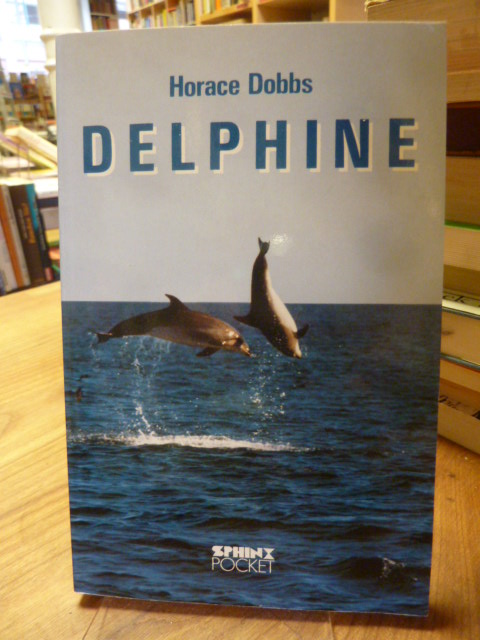 Horace Dobbs
DELPHINE
SPHINX
POCKET